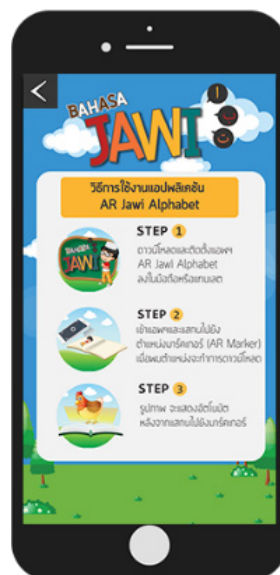 BAHASA
JAWI
วิธีการใช้งานแอปพลิเคชัน
AR Jawi Alphabet
STEP 1
ดาวน์โหลดและติดตั้งแอพฯ
AR Jawi Alphabet
ลงในมือถือหรือแทบเลต
STEP 2
เข้าแอพฯและสแกนไปยัง
ตำแหน่งมาร์คเกอร์ (AR Marker)
เมื่อพบตำแหน่งจะทำการดาวน์โหลด
STEP 3
รูปภาพ จะแสดงอัตโนมัติ
หลังจากสแกนไปยังมาร์คเกอร์